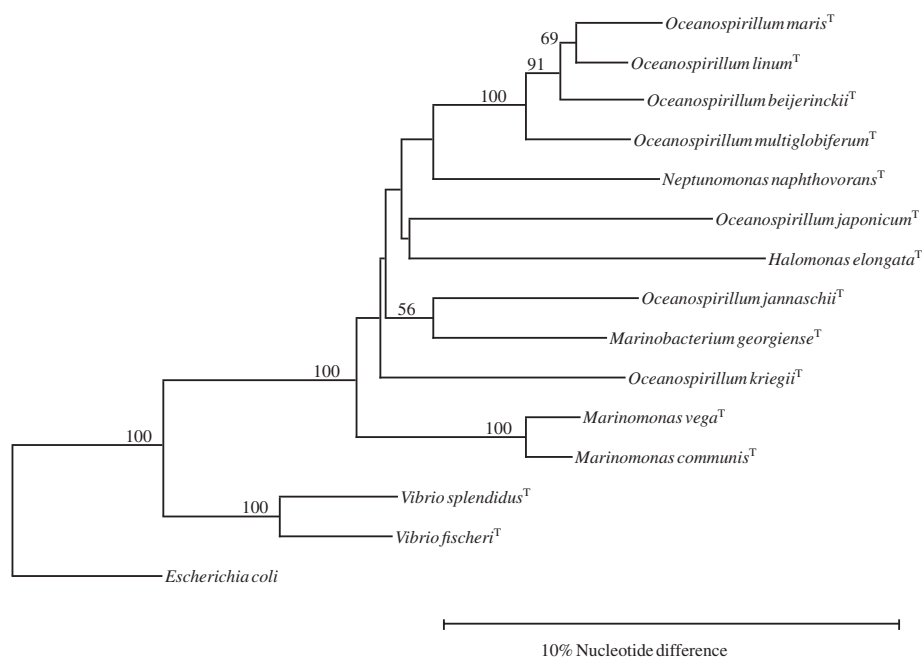 Oceanospirillum maris^T
69
Oceanospirillum linum^T
91
Oceanospirillum beijerinckii^T
100
Oceanospirillum multiglobiferum^T
Neptunomonas naphthovorans^T
Oceanospirillum japonicum^T
Halomonas elongata^T
Oceanospirillum jannaschii^T
56
Marinobacterium georgiense^T
100
Oceanospirillum kriegii^T
Marinomonas vega^T
100
100
Marinomonas communis^T
Vibrio splendidus^T
100
Vibrio fischeri^T
Escherichia coli
10% Nucleotide difference